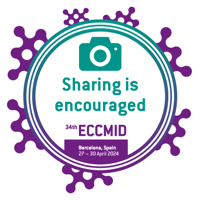 Sharing is
encouraged
34th ECCMID
Barcelona, Spain
27 – 30 April 2024